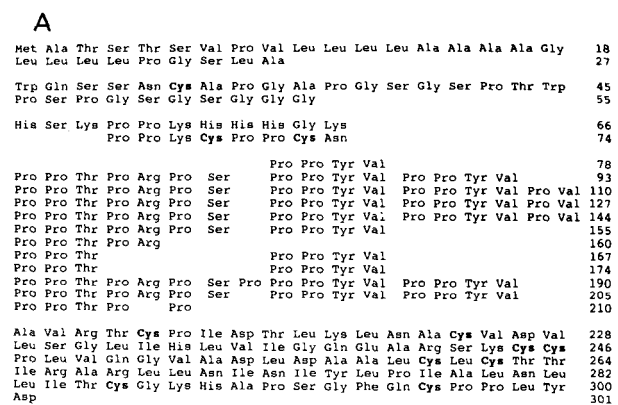 A
Met Ala Thr Ser Thr Ser Val Pro Val Leu Leu Leu Leu Ala Ala Ala Ala Gly 18
Leu Leu Leu Leu Pro Gly Ser Leu Ala 27
Trp Gln Ser Ser Asn Cys Ala Pro Gly Ala Pro Gly Ser Gly Ser Pro Thr Trp 45
Pro Ser Pro Gly Ser Gly Ser Gly Gly Gly 55
His Ser Lys Pro Pro Lys His His His Gly Lys 66
Pro Pro Lys Cys Pro Pro Cys Asn 74
Pro Pro Tyr Val 78
Pro Pro Thr Pro Arg Pro Ser Pro Pro Tyr Val Pro Pro Tyr Val 93
Pro Pro Thr Pro Arg Pro Ser Pro Pro Tyr Val Pro Pro Tyr Val Pro Val 110
Pro Pro Thr Pro Arg Pro Ser Pro Pro Tyr Val Pro Pro Tyr Val Pro Val 127
Pro Pro Thr Pro Arg Pro Ser Pro Pro Tyr Val Pro Pro Tyr Val Pro Val 144
Pro Pro Thr Pro Arg Pro Ser Pro Pro Tyr Val 155
Pro Pro Thr Pro Arg 160
Pro Pro Thr Pro Pro Tyr Val 167
Pro Pro Thr Pro Pro Tyr Val 174
Pro Pro Thr Pro Arg Pro Ser Pro Pro Pro Tyr Val Pro Pro Tyr Val 190
Pro Pro Thr Pro Arg Pro Ser Pro Pro Tyr Val Pro Pro Tyr Val 205
Pro Pro Thr Pro Pro 210
Ala Val Arg Thr Cys Pro Ile Asp Thr Leu Lys Leu Asn Ala Cys Val Asp Val 228
Leu Ser Gly Leu Ile His Leu Val Ile Gly Gln Glu Ala Arg Ser Lys Cys Cys 246
Pro Leu Val Gln Gly Val Ala Asp Leu Asp Ala Ala Leu Cys Leu Cys Thr Thr 264
Ile Arg Ala Arg Leu Leu Asn Ile Asn Ile Tyr Leu Pro Ile Ala Leu Asn Leu 282
Leu Ile Thr Cys Gly Lys His Ala Pro Ser Gly Phe Gln Cys Pro Pro Leu Tyr 300
Asp 301